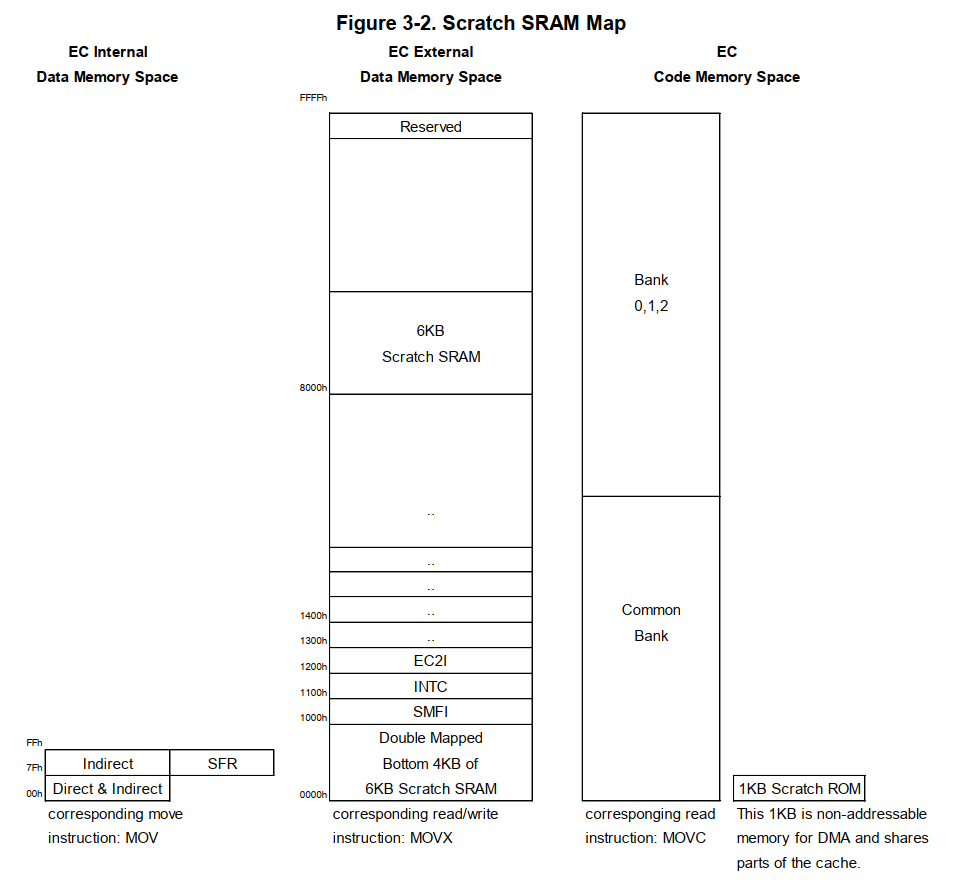 Figure 3-2. Scratch SRAM Map
EC Internal
Data Memory Space
EC External
Data Memory Space
EC
Code Memory Space
FFFFh
Reserved
6KB
Scratch SRAM
8000h
..
..
..
..
1400h
..
1300h
EC2I
1200h
INTC
1100h
SMFI
1000h
Double Mapped
Bottom 4KB of
6KB Scratch SRAM
0000h
corresponding read/write
instruction: MOVX
FFh
Indirect
SFR
7Fh
Direct & Indirect
00h
corresponding move
instruction: MOV
Bank
0,1,2
Common
Bank
corresponging read
instruction: MOVC
1KB Scratch ROM
This 1KB is non-addressable
memory for DMA and shares
parts of the cache.